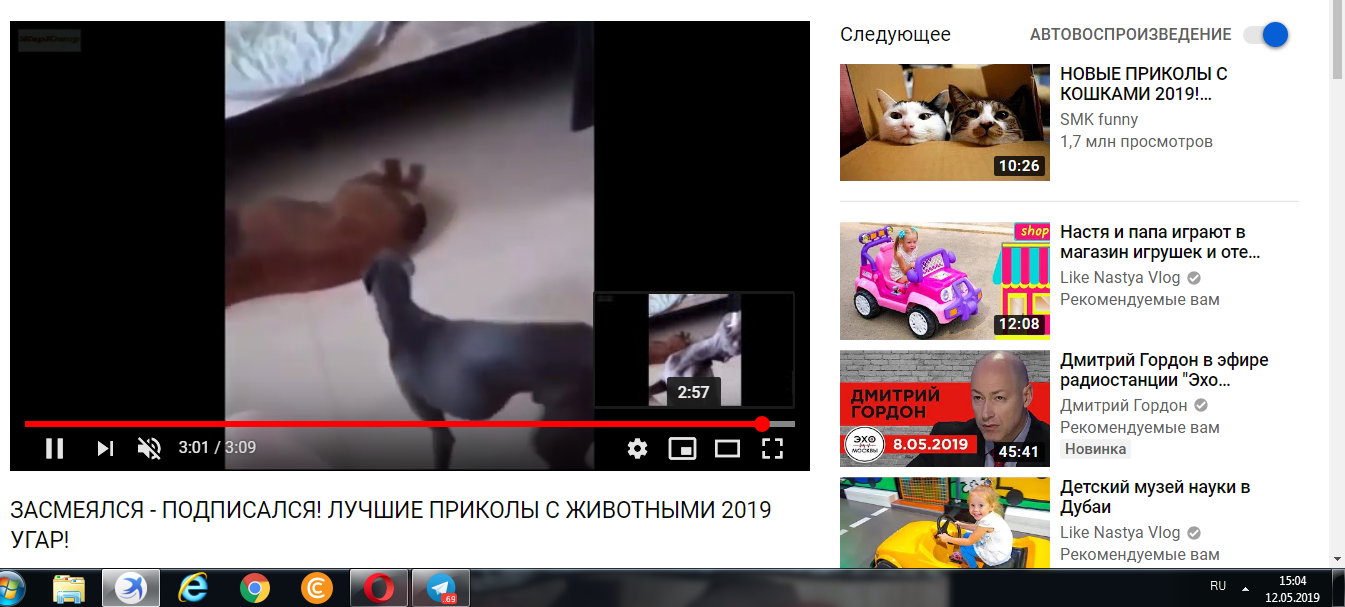 Следующее
АВТОВОСПРОИЗВЕДЕНИЕ
НОВЫЕ ПРИКОЛЫ С
КОШКАМИ 2019!...
SMK funny
1,7 млн просмотров
10:26
shop
Настя и папа играют в
магазин игрушек и оте...
Like Nastya Vlog
Рекомендуемые вам
12:08
ДМИТРИЙ
ГОРДОН
ЭХО
МОСКВЫ
8.05.2019
45:41
Дмитрий Гордон в эфире
радиостанции "Эхо...
Дмитрий Гордон
Рекомендуемые вам
Новинка
Детский музей науки в
Дубаи
Like Nastya Vlog
Рекомендуемые вам
2:57
3:01 / 3:09
ЗАСМЕЯЛСЯ - ПОДПИСАЛСЯ! ЛУЧШИЕ ПРИКОЛЫ С ЖИВОТНЫМИ 2019
УГАР!
.69
RU
15:04
12.05.2019